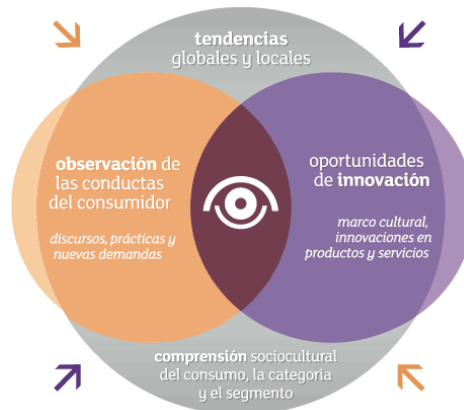 tendencias
globales y locales
observación de
las conductas
del consumidor
discursos, prácticas y
nuevas demandas
oportunidades
de innovación
marco cultural,
innovaciones en
productos y servicios
comprensión sociocultural
del consumo, la categoría
y el segmento